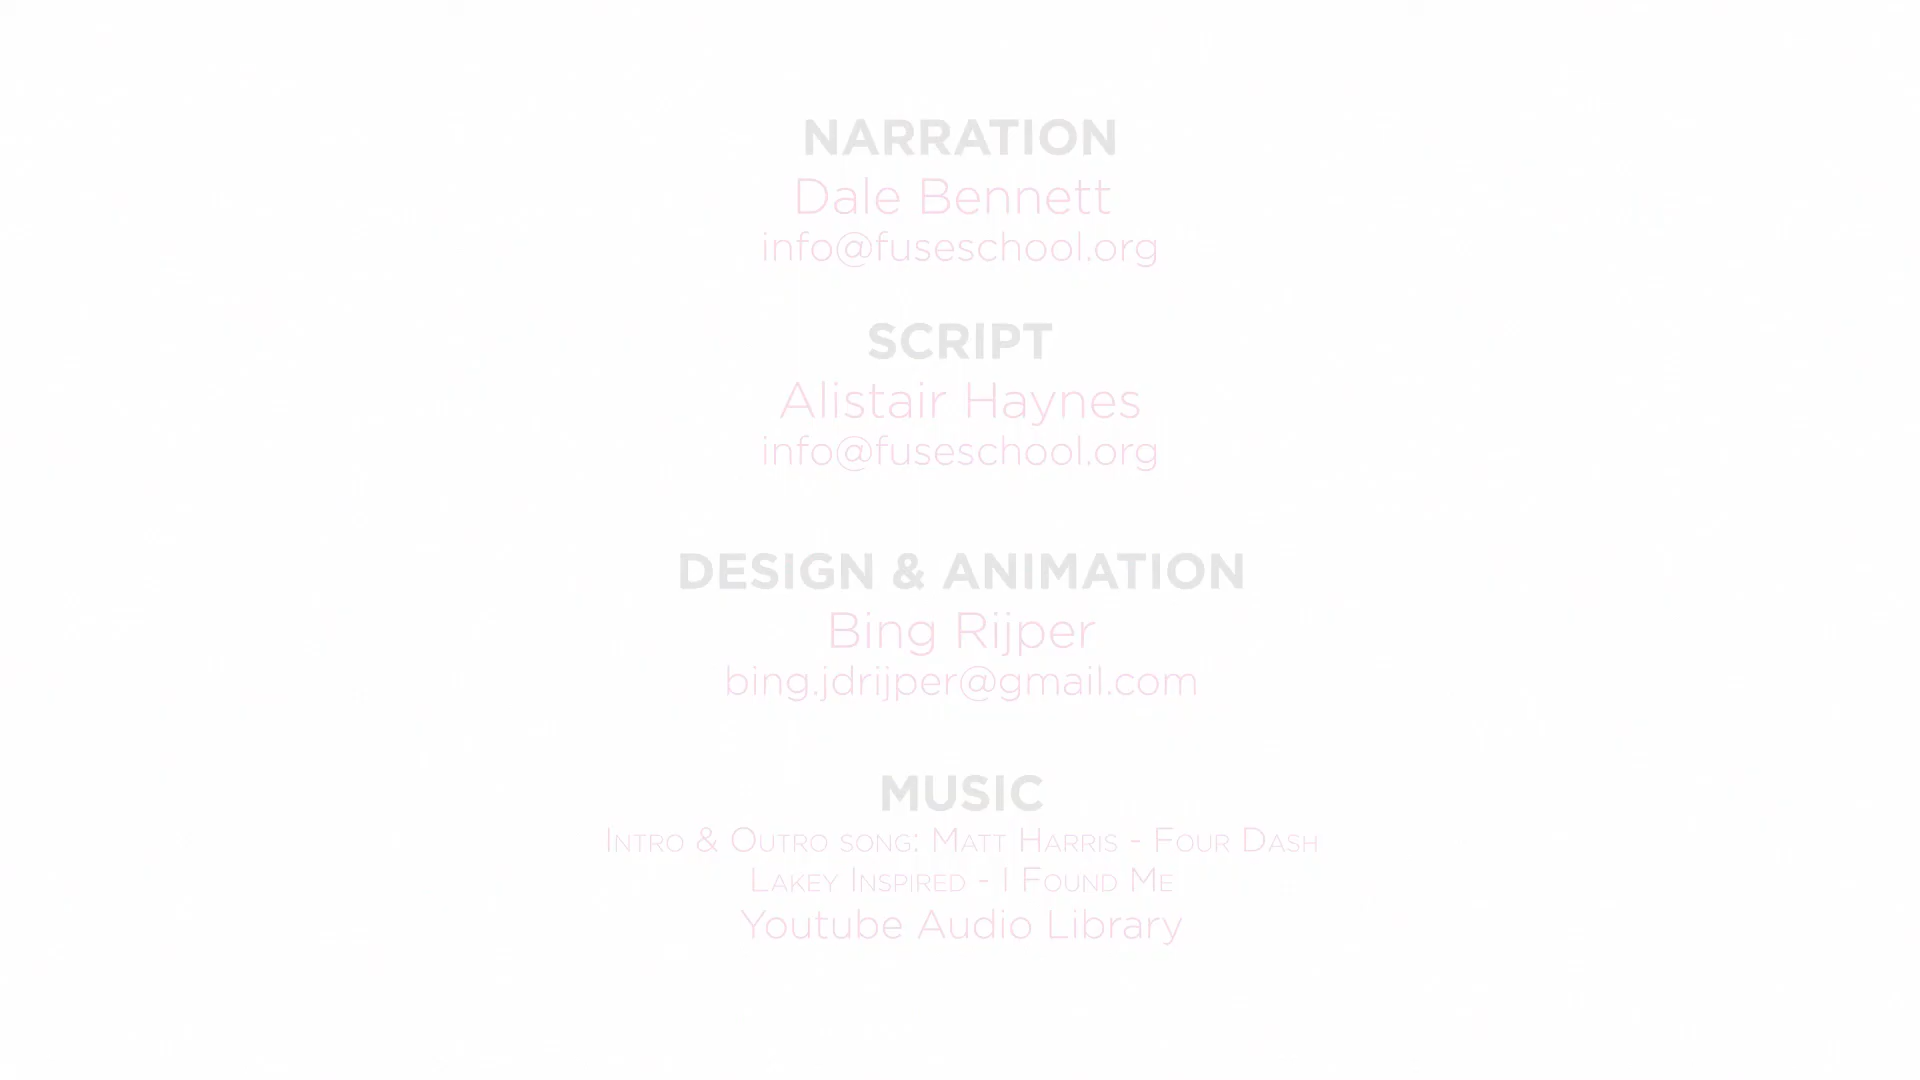 NARRATION
Dale Bennett
info@fuseschool.org
SCRIPT
Alistair Haynes
info@fuseschool.org
DESIGN & ANIMATION
Bing Rijper
bing.jdrijper@gmail.com
MUSIC
Intro & Outro song: Matt Harris - Four Dash
Lakey Inspired - I Found Me
Youtube Audio Library